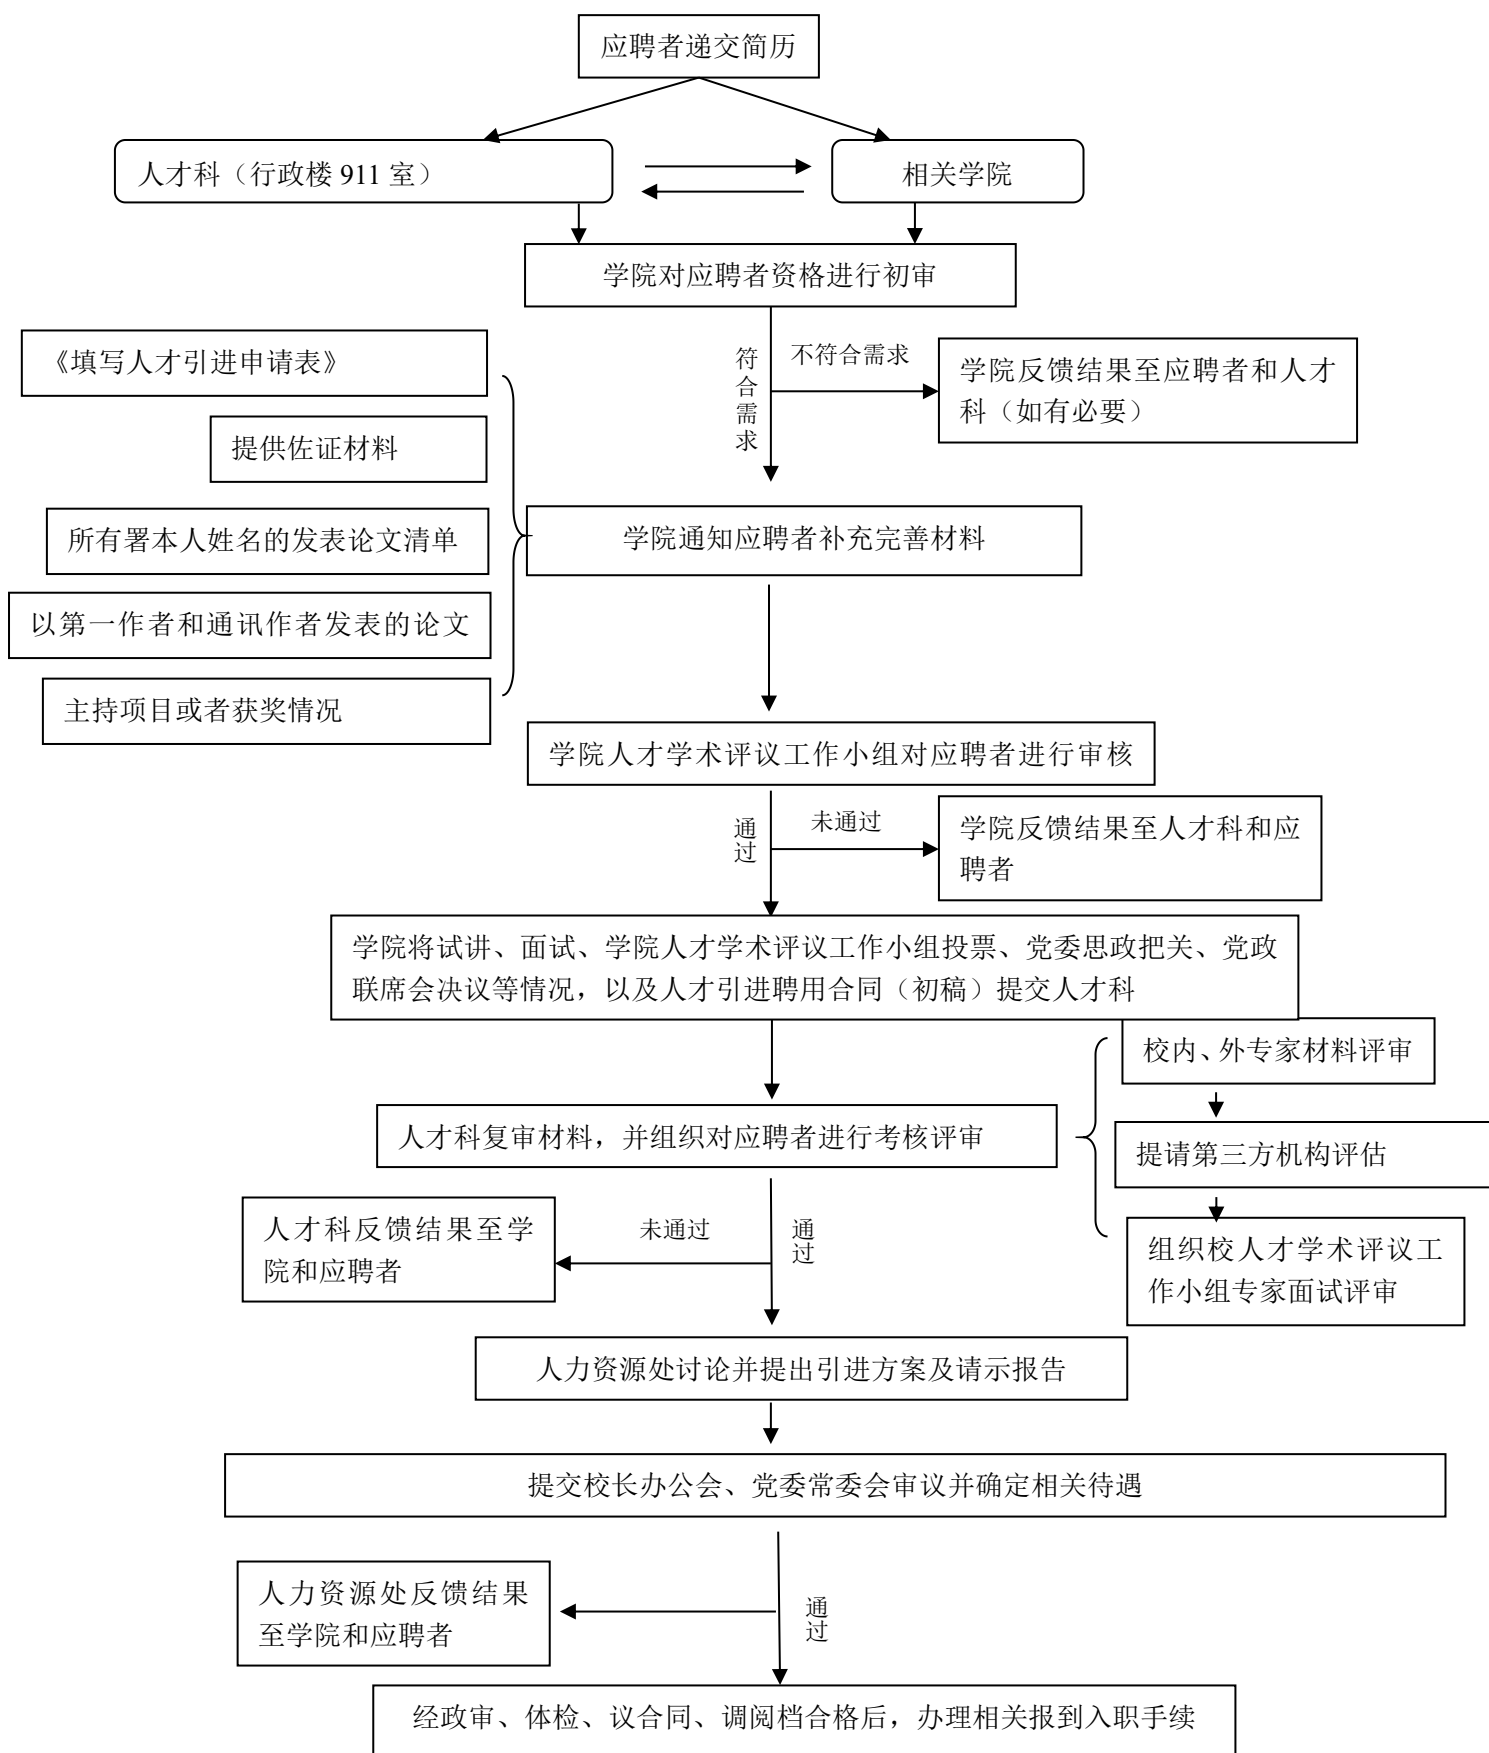 应聘者递交简历
人才科（行政楼 911 室）
相关学院
学院对应聘者资格进行初审
符合需求
不符合需求
学院反馈结果至应聘者和人才
科（如有必要）
《填写人才引进申请表》
提供佐证材料
所有署本人姓名的发表论文清单
以第一作者和通讯作者发表的论文
主持项目或者获奖情况
学院通知应聘者补充完善材料
学院人才学术评议工作小组对应聘者进行审核
通过
未通过
学院反馈结果至人才科和应
聘者
学院将试讲、面试、学院人才学术评议工作小组投票、党委思政把关、党政
联席会决议等情况，以及人才引进聘用合同（初稿）提交人才科
校内、外专家材料评审
人才科复审材料，并组织对应聘者进行考核评审
提请第三方机构评估
组织校人才学术评议工
作小组专家面试评审
未通过
通过
人才科反馈结果至学
院和应聘者
人力资源处讨论并提出引进方案及请示报告
提交校长办公会、党委常委会审议并确定相关待遇
人力资源处反馈结果
至学院和应聘者
通过
经政审、体检、议合同、调阅档合格后，办理相关报到入职手续